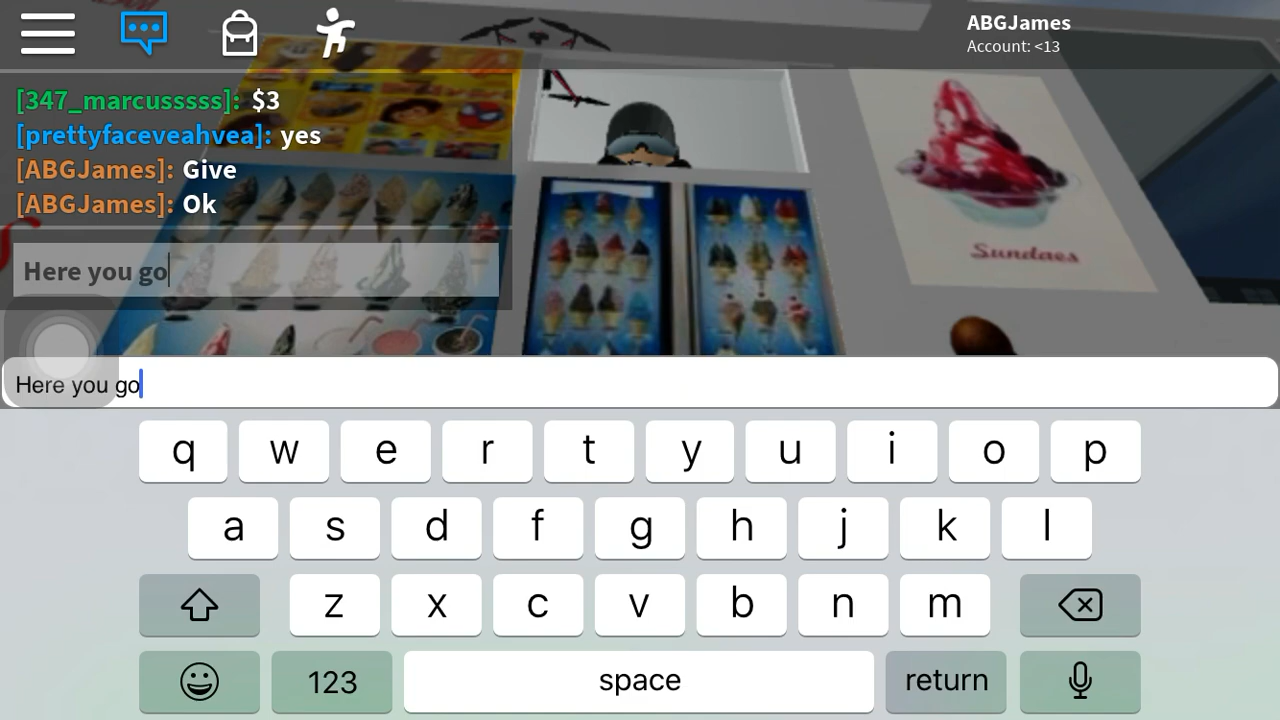 ABGJames
Account: <13
[347_marcusssss]: $3
[prettyfaceveahvea]: yes
[ABGJames]: Give
[ABGJames]: Ok
Here you go
Sundaes
Here you go
q w e r t y u i o p
a s d f g h j k l
z x c v b n m
123 space return